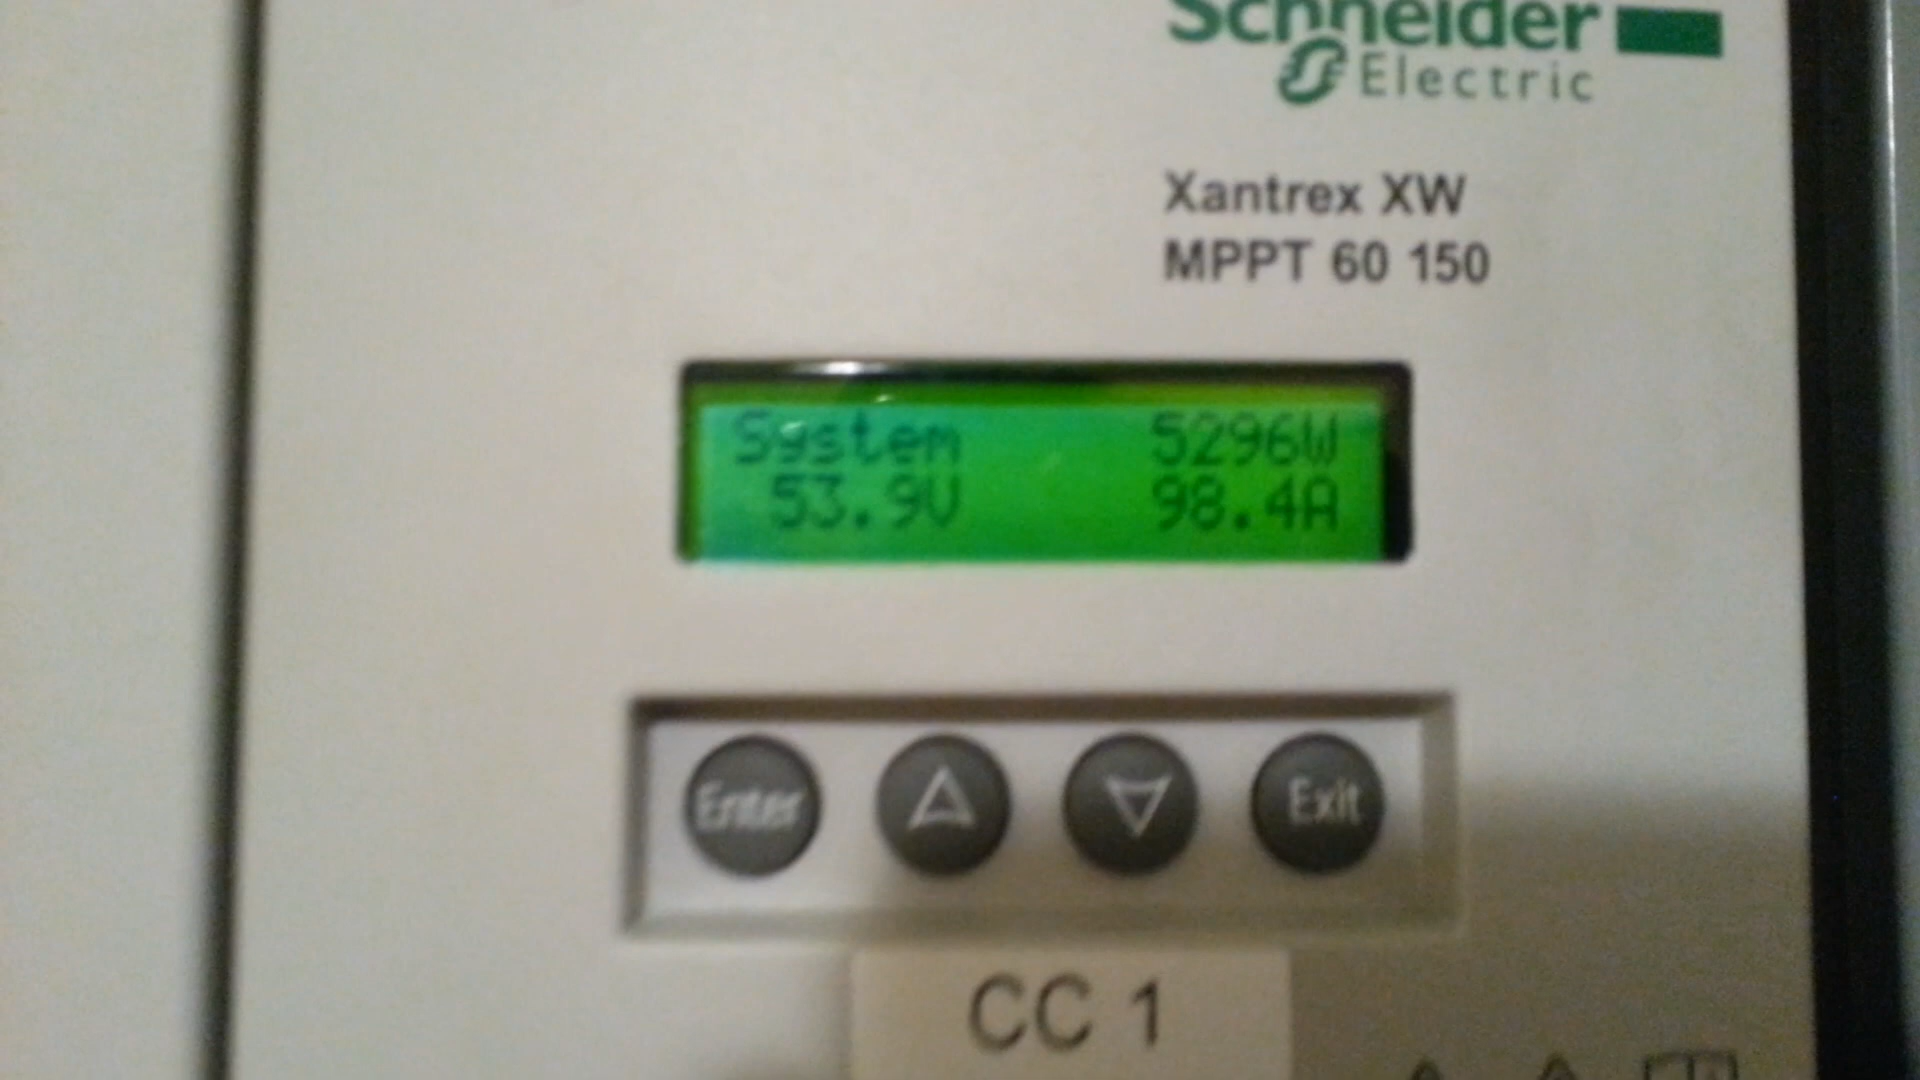 Schneider
Electric
Xantrex XW
MPPT 60 150
System 5296W
53.9V 98.4A
Enter
Exit
CC 1